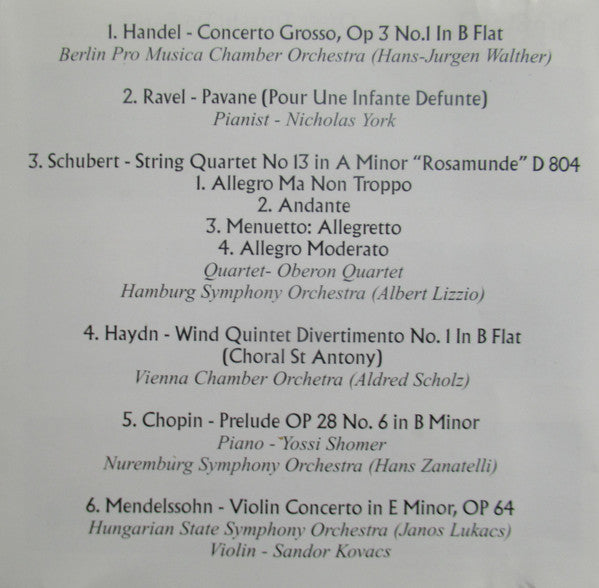 1. Handel - Concerto Grosso, Op 3 No.1 In B Flat
Berlin Pro Musica Chamber Orchestra (Hans-Jurgen Walther)
2. Ravel - Pavane (Pour Une Infante Defunte)
Pianist - Nicholas York
3. Schubert - String Quartet No 13 in A Minor "Rosamunde" D 804
1. Allegro Ma Non Troppo
2. Andante
3. Menuetto: Allegretto
4. Allegro Moderato
Quartet- Oberon Quartet
Hamburg Symphony Orchestra (Albert Lizzio)
4. Haydn - Wind Quintet Divertimento No. 1 In B Flat
(Choral St Antony)
Vienna Chamber Orchetra (Aldred Scholz)
5. Chopin - Prelude OP 28 No. 6 in B Minor
Piano - Yossi Shomer
Nuremburg Symphony Orchestra (Hans Zanatelli)
6. Mendelssohn - Violin Concerto in E Minor, OP 64
Hungarian State Symphony Orchestra (Janos Lukacs)
Violin - Sandor Kovacs